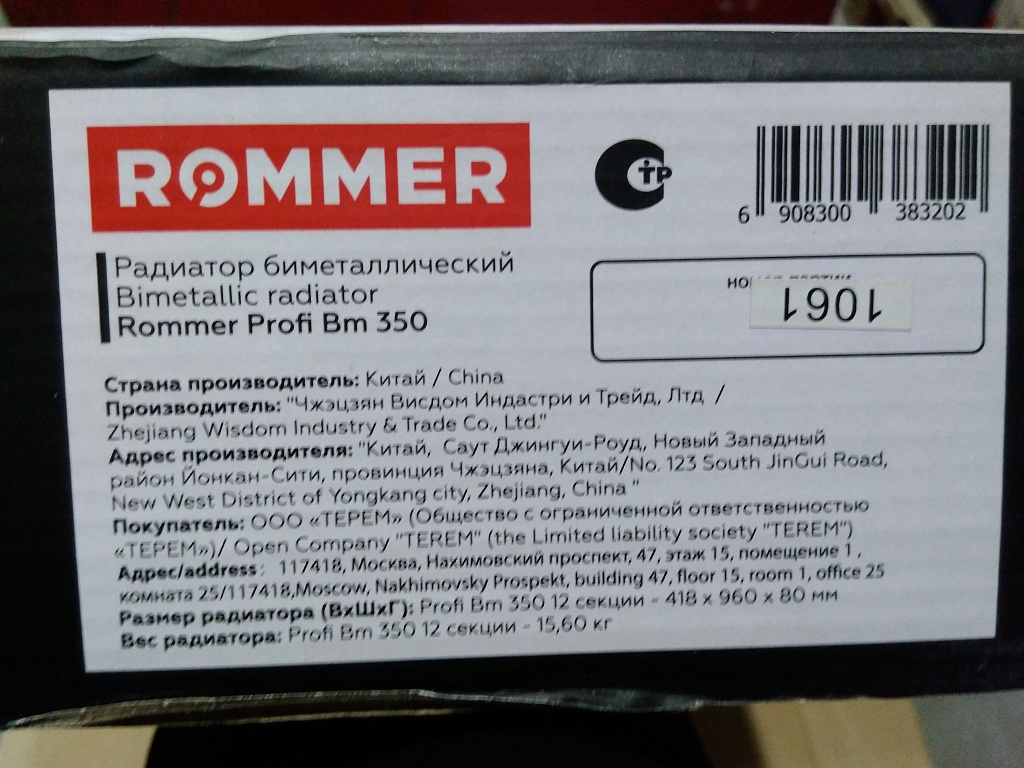 ROMMER
СТР
6 908300 383202
Радиатор биметаллический
Bimetallic radiator
Rommer Profi Bm 350
1061
Страна производитель: Китай / China
Производитель: "Чжэцзян Висдом Индастри и Трейд, Лтд /
Zhejiang Wisdom Industry & Trade Co., Ltd."
Адрес производителя: "Китай, Саут Джингуи-Роуд, Новый Западный
район Йонкан-Сити, провинция Чжэцзяна, Китай/No. 123 South JinGui Road,
New West District of Yongkang city, Zhejiang, China "
Покупатель: ООО «ТЕРЕМ» (Общество с ограниченной ответственностью
«ТЕРЕМ»)/ Open Company "TEREM" (the Limited liability society "TEREM")
Адрес/address: 117418, Москва, Нахимовский проспект, 47, этаж 15, помещение 1 ,
комната 25/117418,Moscow, Nakhimovsky Prospekt, building 47, floor 15, room 1, office 25
Размер радиатора (ВхШхГ): Profi Bm 350 12 секции - 418 x 960 x 80 мм
Вес радиатора: Profi Bm 350 12 секции - 15,60 кг